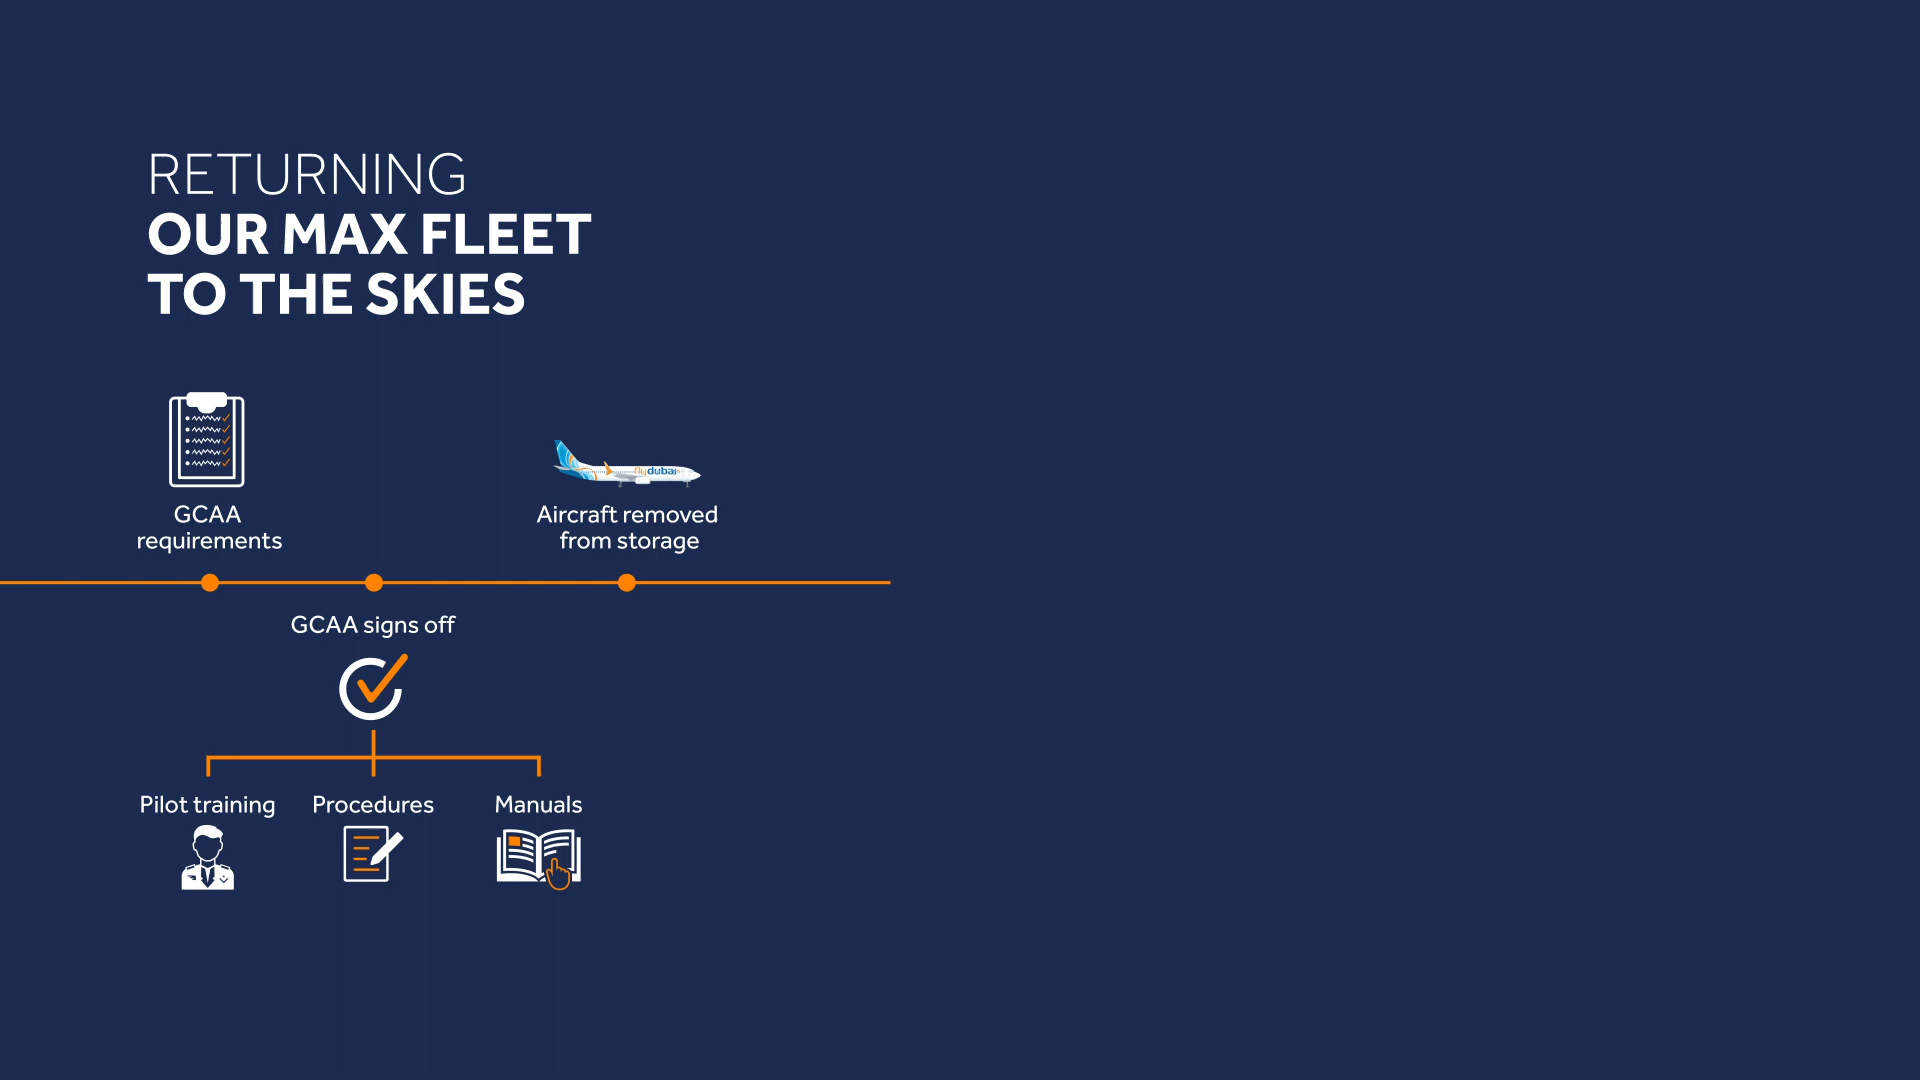 RETURNING
OUR MAX FLEET
TO THE SKIES
GCAA
requirements
flydubai
Aircraft removed
from storage
GCAA signs off
Pilot training
Procedures
Manuals